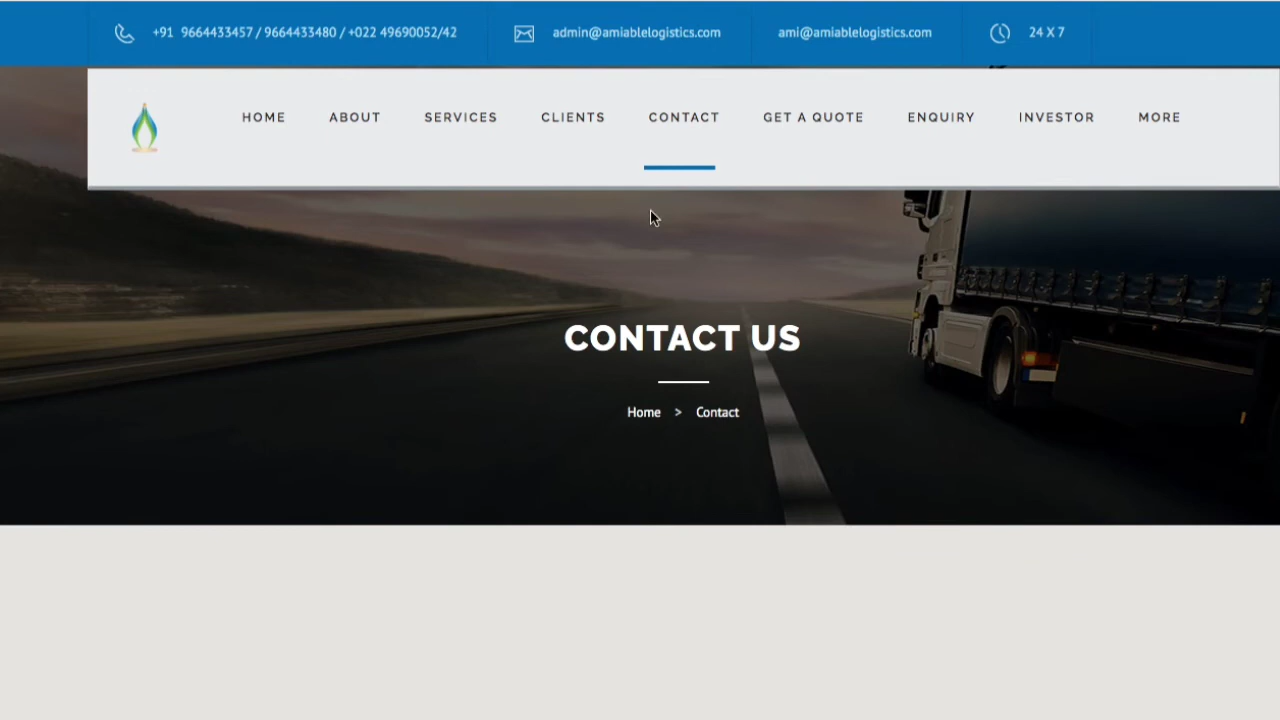 +91 9664433457 / 9664433480 / +022 49690052/42 admin@amiablelogistics.com ami@amiablelogistics.com 24 X 7
HOME ABOUT SERVICES CLIENTS CONTACT GET A QUOTE ENQUIRY INVESTOR MORE
CONTACT US
Home > Contact